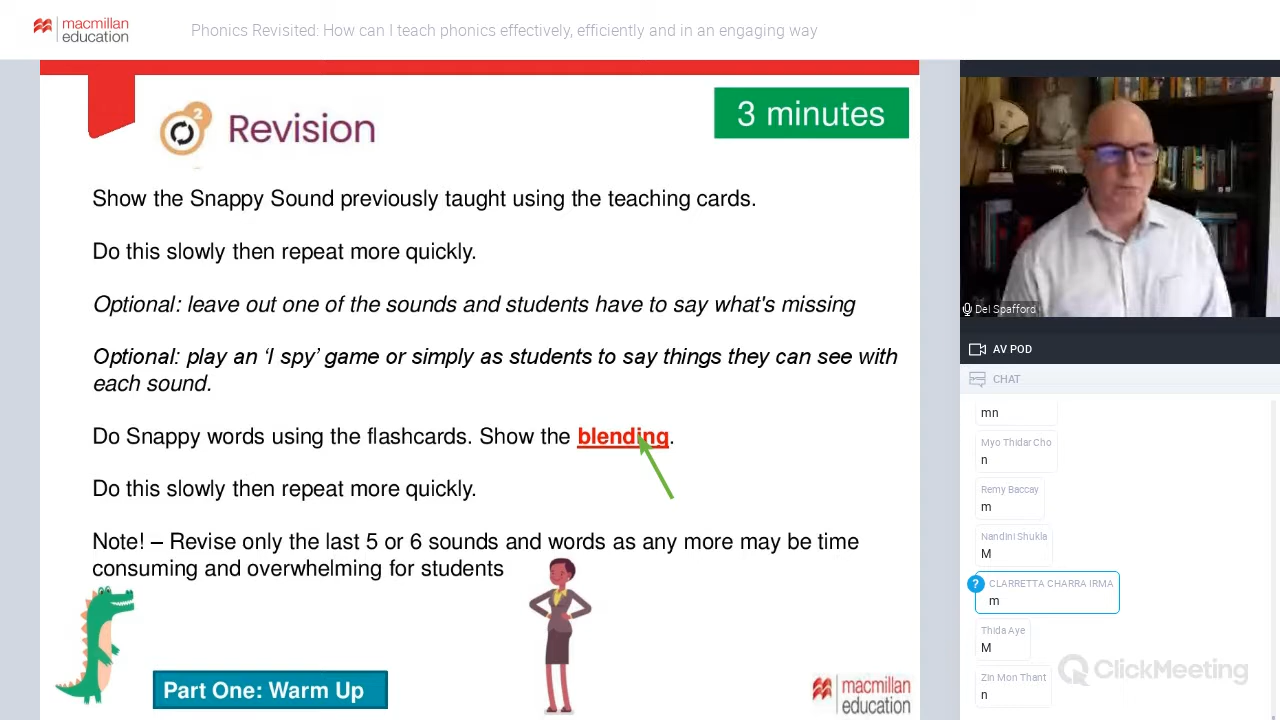 macmillan
education
Phonics Revisited: How can I teach phonics effectively, efficiently and in an engaging way
2
Revision
3 minutes
Show the Snappy Sound previously taught using the teaching cards.
Do this slowly then repeat more quickly.
Optional: leave out one of the sounds and students have to say what's missing
Optional: play an ‘I spy’ game or simply as students to say things they can see with
each sound.
Do Snappy words using the flashcards. Show the blending.
Do this slowly then repeat more quickly.
Note! – Revise only the last 5 or 6 sounds and words as any more may be time
consuming and overwhelming for students
Part One: Warm Up
macmillan
education
Del Spafford
AV POD
CHAT
mn
Myo Thidar Cho
n
Remy Baccay
m
Nandini Shukla
M
?
CLARRETTA CHARRA IRMA
m
Thida Aye
M
Zin Mon Thant
n
ClickMeeting